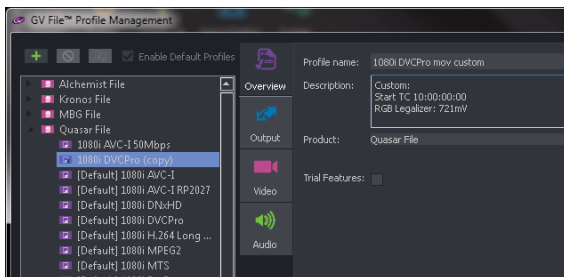 GV File™ Profile Management
Enable Default Profiles
Alchemist File
Kronos File
MBG File
Quasar File
1080i AVC-I 50Mbps
1080i DVCPro (copy)
[Default] 1080i AVC-I
[Default] 1080i AVC-I RP2027
[Default] 1080i DNxHD
[Default] 1080i DVCPro
[Default] 1080i H.264 Long ...
[Default] 1080i MPEG2
[Default] 1080i MTS
Overview
Output
Video
Audio
Profile name: 1080i DVCPro mov custom
Description: Custom:
Start TC 10:00:00:00
RGB Legalizer: 721mV
Product: Quasar File
Trial Features: